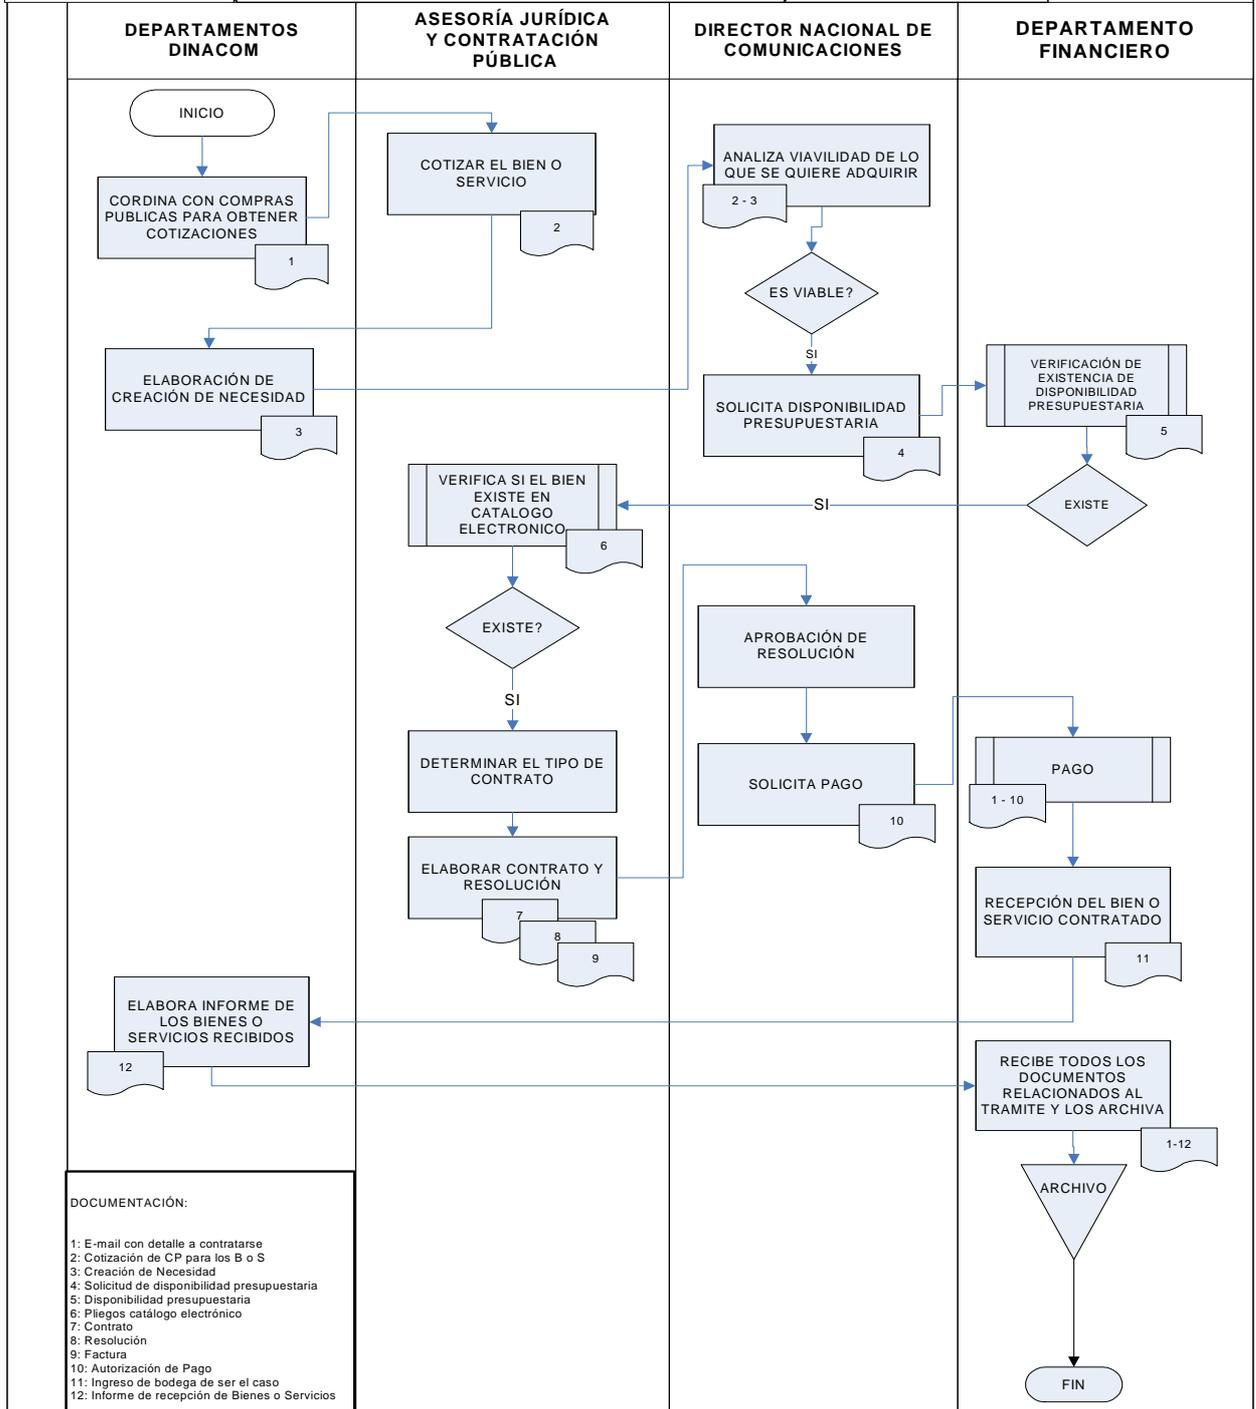 DEPARTAMENTOS
DINACOM
ASESORÍA JURÍDICA
Y CONTRATACIÓN
PÚBLICA
DIRECTOR NACIONAL DE
COMUNICACIONES
DEPARTAMENTO
FINANCIERO
INICIO
CORDINA CON COMPRAS
PUBLICAS PARA OBTENER
COTIZACIONES
1
COTIZAR EL BIEN O
SERVICIO
2
ELABORACIÓN DE
CREACIÓN DE NECESIDAD
3
ANALIZA VIAVILIDAD DE LO
QUE SE QUIERE ADQUIRIR
2 - 3
ES VIABLE?
SI
SOLICITA DISPONIBILIDAD
PRESUPUESTARIA
4
VERIFICACIÓN DE
EXISTENCIA DE
DISPONIBILIDAD
PRESUPUESTARIA
5
EXISTE
SI
VERIFICA SI EL BIEN
EXISTE EN
CATALOGO
ELECTRONICO
6
EXISTE?
SI
DETERMINAR EL TIPO DE
CONTRATO
ELABORAR CONTRATO Y
RESOLUCIÓN
7
8
9
APROBACIÓN DE
RESOLUCIÓN
SOLICITA PAGO
10
PAGO
1 - 10
RECEPCIÓN DEL BIEN O
SERVICIO CONTRATADO
11
ELABORA INFORME DE
LOS BIENES O
SERVICIOS RECIBIDOS
12
RECIBE TODOS LOS
DOCUMENTOS
RELACIONADOS AL
TRAMITE Y LOS ARCHIVA
1-12
ARCHIVO
FIN
DOCUMENTACIÓN:
1: E-mail con detalle a contratarse
2: Cotización de CP para los B o S
3: Creación de Necesidad
4: Solicitud de disponibilidad presupuestaria
5: Disponibilidad presupuestaria
6: Pliegos catálogo electrónico
7: Contrato
8: Resolución
9: Factura
10: Autorización de Pago
11: Ingreso de bodega de ser el caso
12: Informe de recepción de Bienes o Servicios